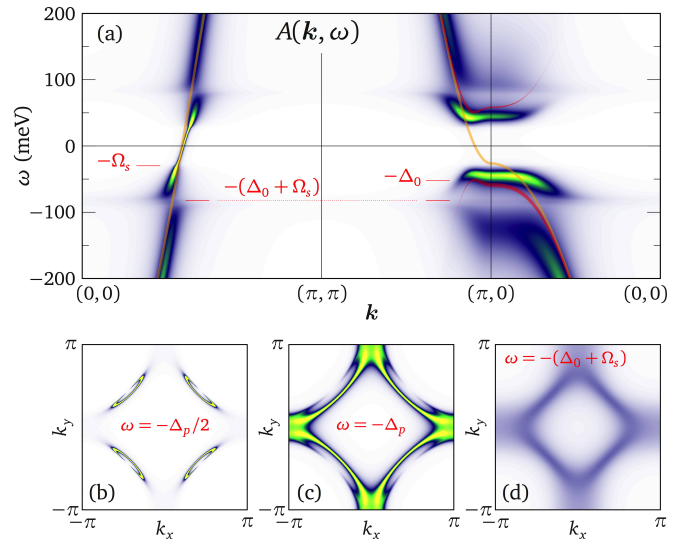 (a) A(k, ω)
200
100
0
−100
−200
ω (meV)
−Ω_s
−(Δ_0 + Ω_s)
−Δ_0
(0,0) (π,π) (π,0) (0,0)
k
π
k_y
−π
(b)
ω = −Δ_p/2
−π k_x π
π
k_y
−π
(c)
ω = −Δ_p
−π k_x π
π
k_y
−π
(d)
ω = −(Δ_0 + Ω_s)
−π k_x π